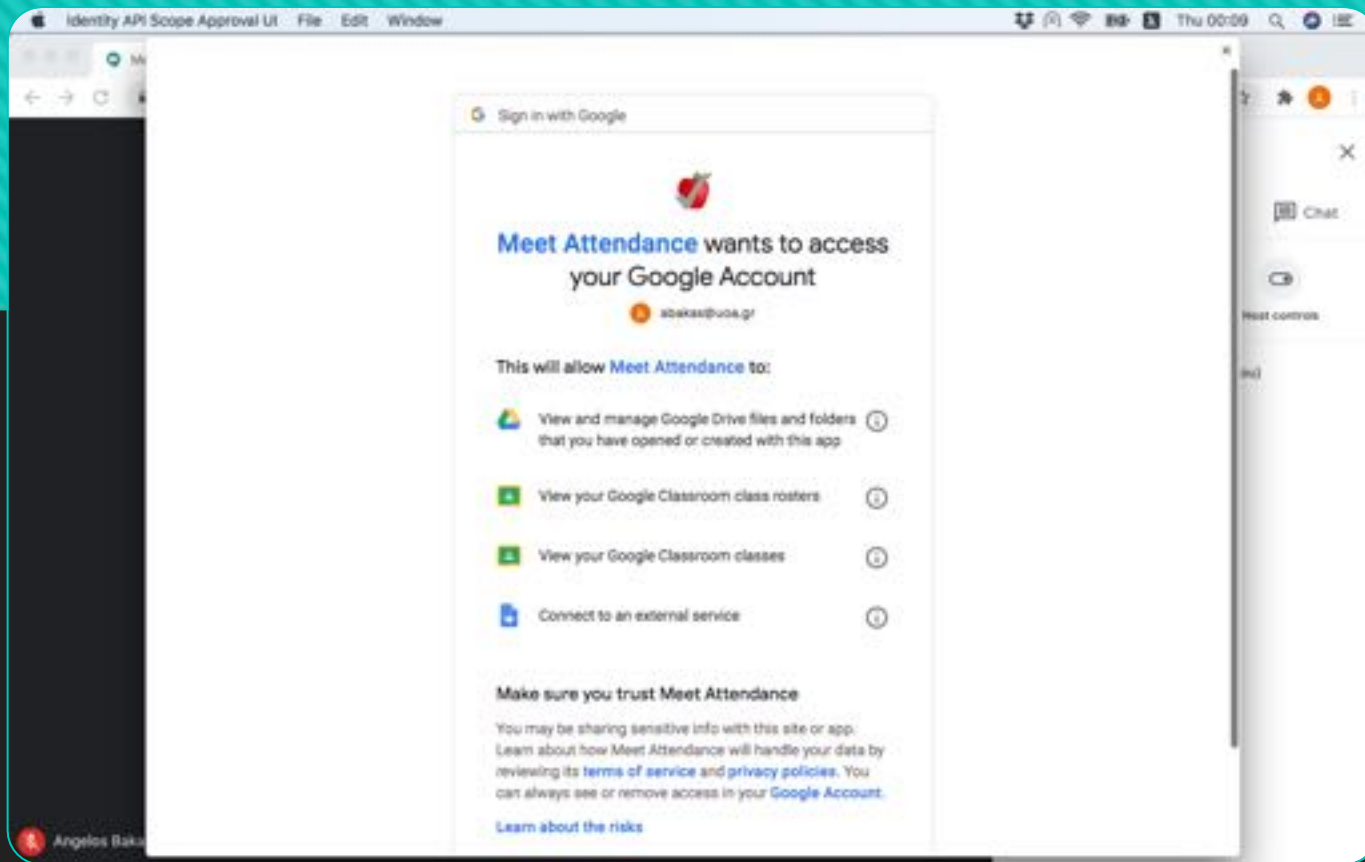 Identity API Scope Approval UI File Edit Window
Thu 00:09
Sign in with Google
Meet Attendance wants to access
your Google Account
abakas@uoa.gr
This will allow Meet Attendance to:
View and manage Google Drive files and folders
that you have opened or created with this app
View your Google Classroom class rosters
View your Google Classroom classes
Connect to an external service
Make sure you trust Meet Attendance
You may be sharing sensitive info with this site or app.
Learn about how Meet Attendance will handle your data by
reviewing its terms of service and privacy policies. You
can always see or remove access in your Google Account.
Learn about the risks
Chat
Host controls
Angelos Baka